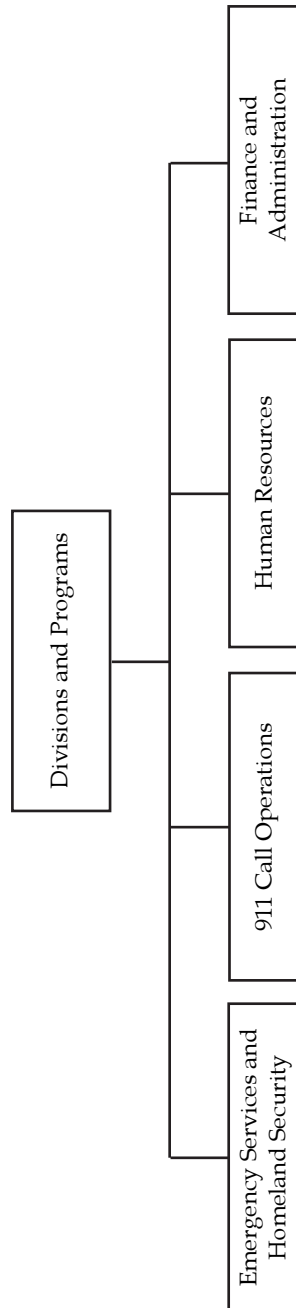 Divisions and Programs
Emergency Services and
Homeland Security
911 Call Operations
Human Resources
Finance and
Administration